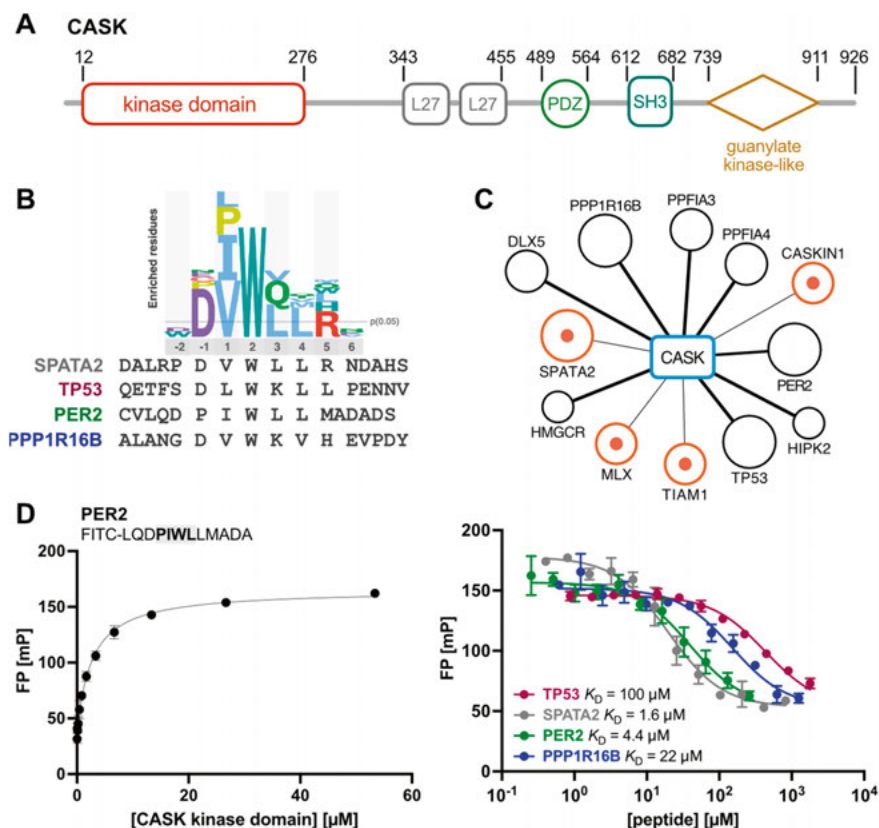 A CASK
12 276 343 455 489 564 612 682 739 911 926
kinase domain L27 L27 PDZ SH3
guanylate
kinase-like
B
Enriched residues
p(0.05)
-2 -1 1 2 3 4 5 6
SPATA2 DALRP D V W L L R NDAHS
TP53 QETFS D L W K L L PENNV
PER2 CVLQD P I W L L MADADS
PPP1R16B ALANG D V W K V H EVPDY
C
PPP1R16B PPFIA3
DLX5 PPFIA4
CASKIN1
CASK
SPATA2 PER2
HMGCR HIPK2
MLX TIAM1 TP53
D PER2
FITC-LQDPIWLLMADA
200
150
100
50
0
FP [mP]
0 20 40 60
[CASK kinase domain] [µM]
200
150
100
50
0
FP [mP]
TP53 KD = 100 µM
SPATA2 KD = 1.6 µM
PER2 KD = 4.4 µM
PPP1R16B KD = 22 µM
10-1 100 101 102 103 104
[peptide] [µM]